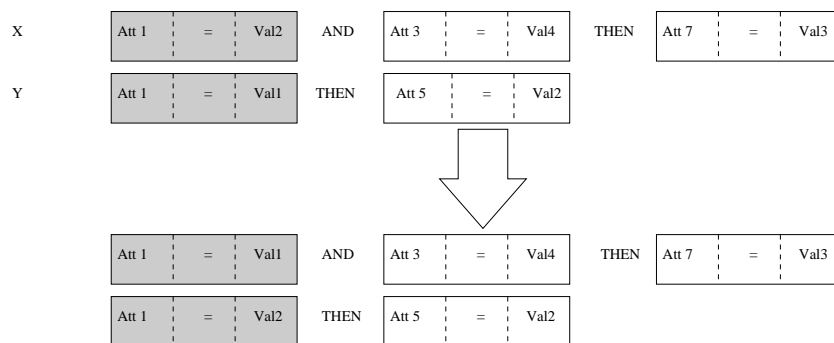 X Att 1 = Val2 AND Att 3 = Val4 THEN Att 7 = Val3
Y Att 1 = Val1 THEN Att 5 = Val2
Att 1 = Val1 AND Att 3 = Val4 THEN Att 7 = Val3
Att 1 = Val2 THEN Att 5 = Val2